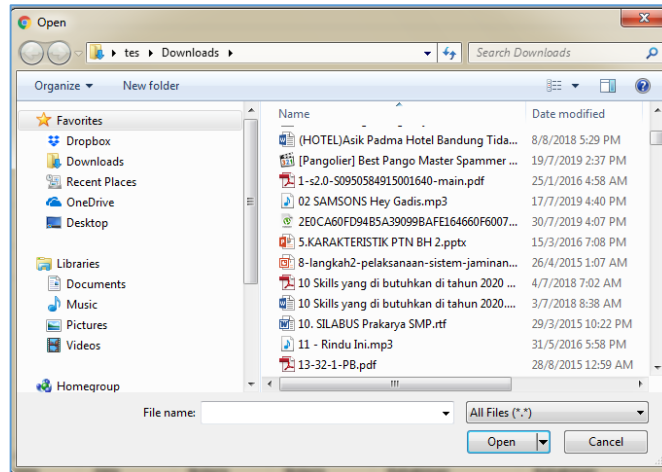 Open
tes Downloads
Search Downloads
Organize New folder
Favorites
Dropbox
Downloads
Recent Places
OneDrive
Desktop
Libraries
Documents
Music
Pictures
Videos
Homegroup
Name Date modified
(HOTEL)Asik Padma Hotel Bandung Tida... 8/8/2018 5:29 PM
[Pangolier] Best Pango Master Spammer ... 19/7/2019 2:37 PM
1-s2.0-S0950584915001640-main.pdf 25/1/2016 4:58 AM
02 SAMSONS Hey Gadis.mp3 17/7/2019 4:40 PM
2E0CA60FD94B5A39099BAFE164660F6007... 30/7/2019 4:07 PM
5.KARAKTERISTIK PTN BH 2.pptx 15/3/2016 7:08 PM
8-langkah2-pelaksanaan-sistem-jaminan... 26/4/2015 1:07 AM
10 Skills yang di butuhkan di tahun 2020... 4/7/2018 7:02 AM
10 Skills yang di butuhkan di tahun 2020.... 3/7/2018 8:38 AM
10. SILABUS Prakarya SMP.rtf 29/3/2015 10:22 PM
11 - Rindu Ini.mp3 31/5/2016 5:58 PM
13-32-1-PB.pdf 28/8/2015 12:59 AM
File name:
All Files (*.*)
Open Cancel